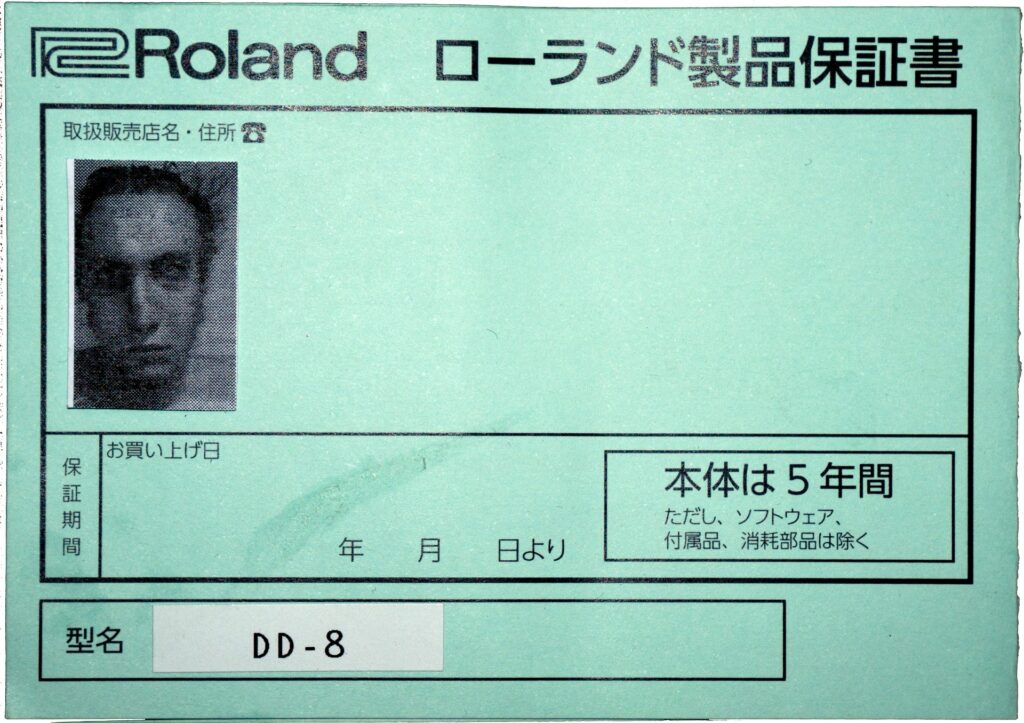 Roland ローランド製品保証書
取扱販売店名・住所☎
保証期間
お買い上げ日
年 月 日より
本体は5年間
ただし、ソフトウェア、
付属品、消耗部品は除く
型名 DD-8